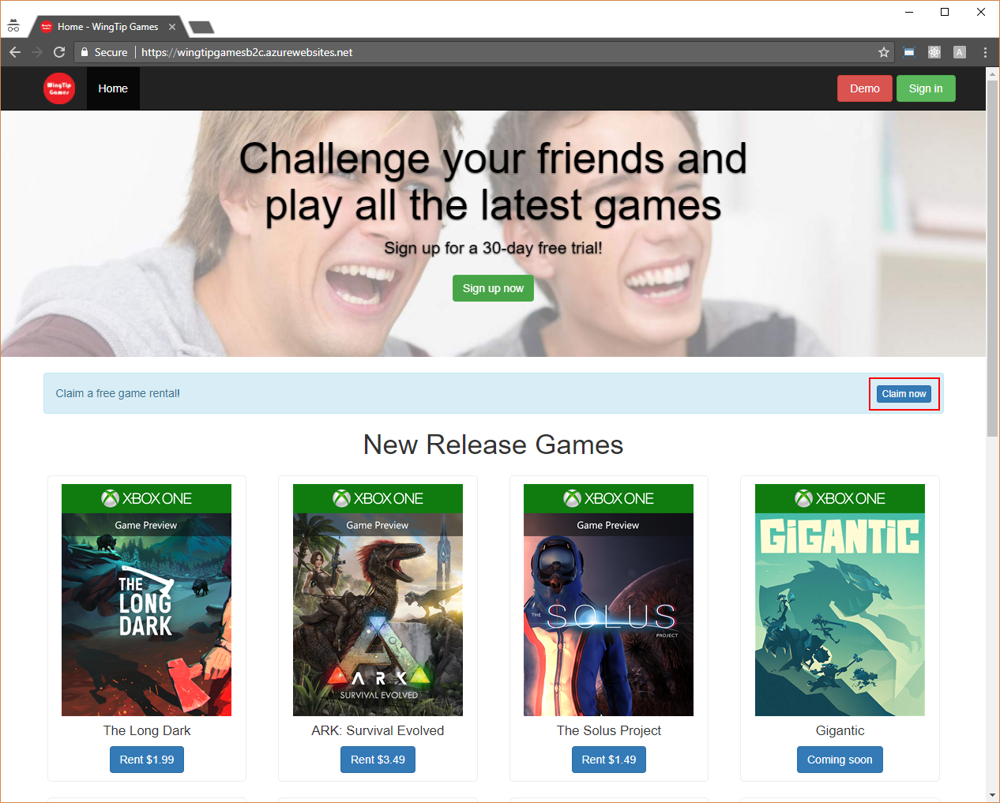 Home - WingTip Games
Secure
https://wingtipgamesb2c.azurewebsites.net
A
WingTip
Games
Home
Demo
Sign in
Challenge your friends and
play all the latest games
Sign up for a 30-day free trial!
Sign up now
Claim a free game rental!
Claim now
New Release Games
XBOX ONE
Game Preview
THE
LONG
DARK
The Long Dark
Rent $1.99
XBOX ONE
Game Preview
ARK
SURVIVAL EVOLVED
ARK: Survival Evolved
Rent $3.49
XBOX ONE
Game Preview
THE
SOLUS
PROJECT
The Solus Project
Rent $1.49
XBOX ONE
GIGANTIC
Gigantic
Coming soon